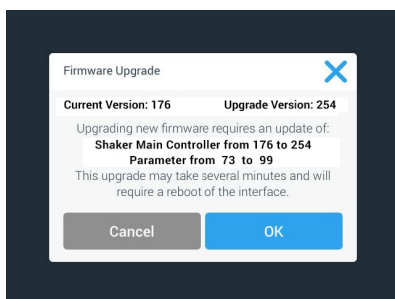 Firmware Upgrade
Current Version: 176 Upgrade Version: 254
Upgrading new firmware requires an update of:
Shaker Main Controller from 176 to 254
Parameter from 73 to 99
This upgrade may take several minutes and will
require a reboot of the interface.
Cancel OK